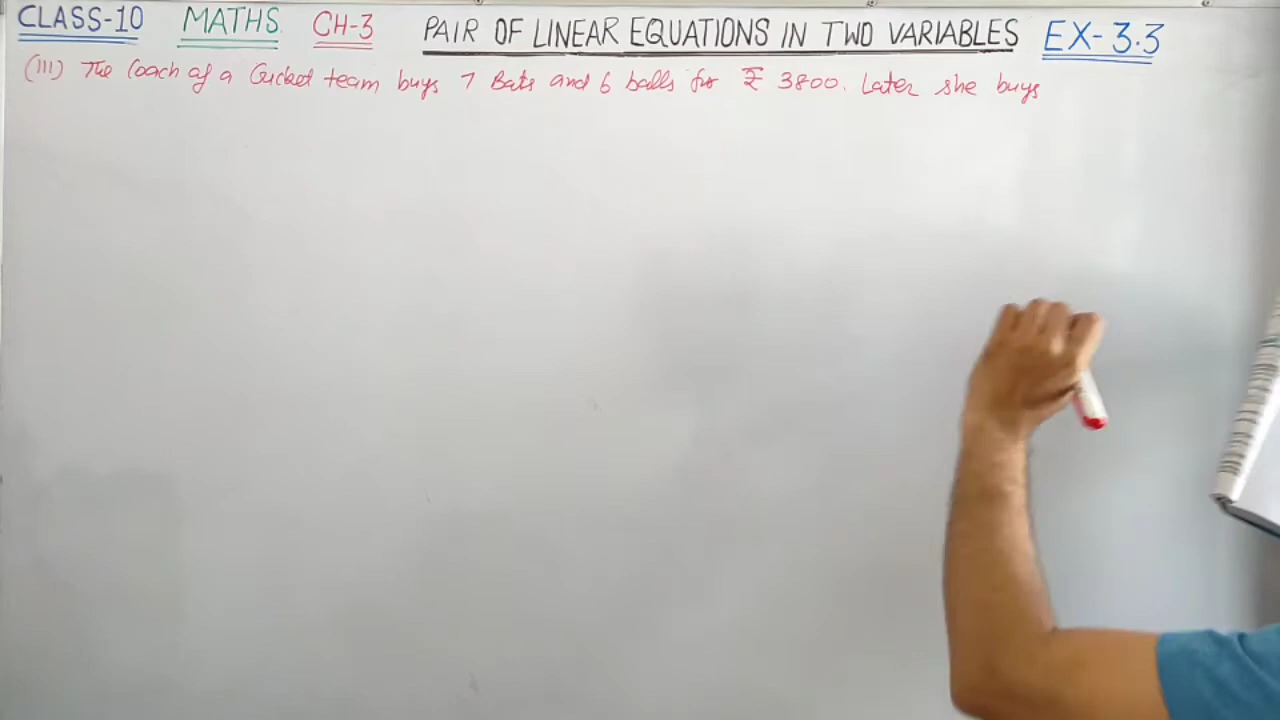 CLASS-10 MATHS. CH-3 PAIR OF LINEAR EQUATIONS IN TWO VARIABLES EX-3.3
(III) The Coach of a Cricket team buys 7 Bats and 6 balls for ₹ 3800. Later she buys